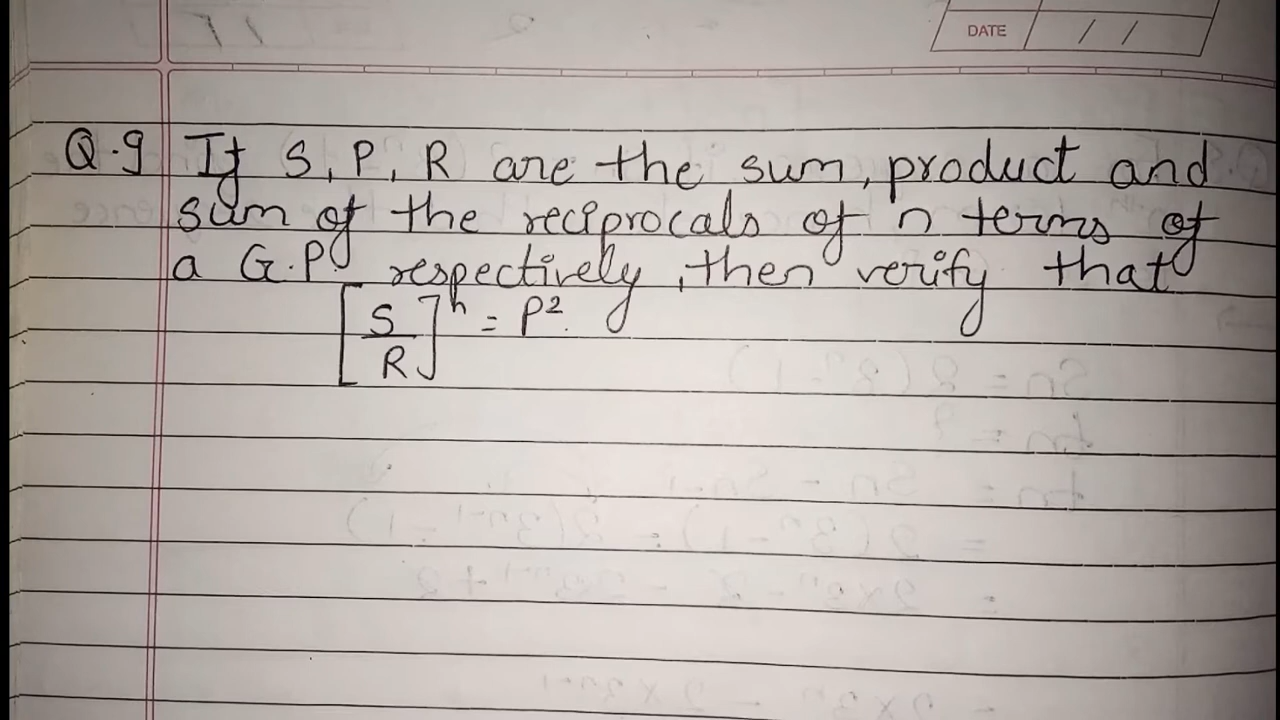 DATE / /
Q.9 If S, P, R are the sum, product and
sum of the reciprocals of n terms of
a G.P. respectively, then verify that
[S/R]^n = P².